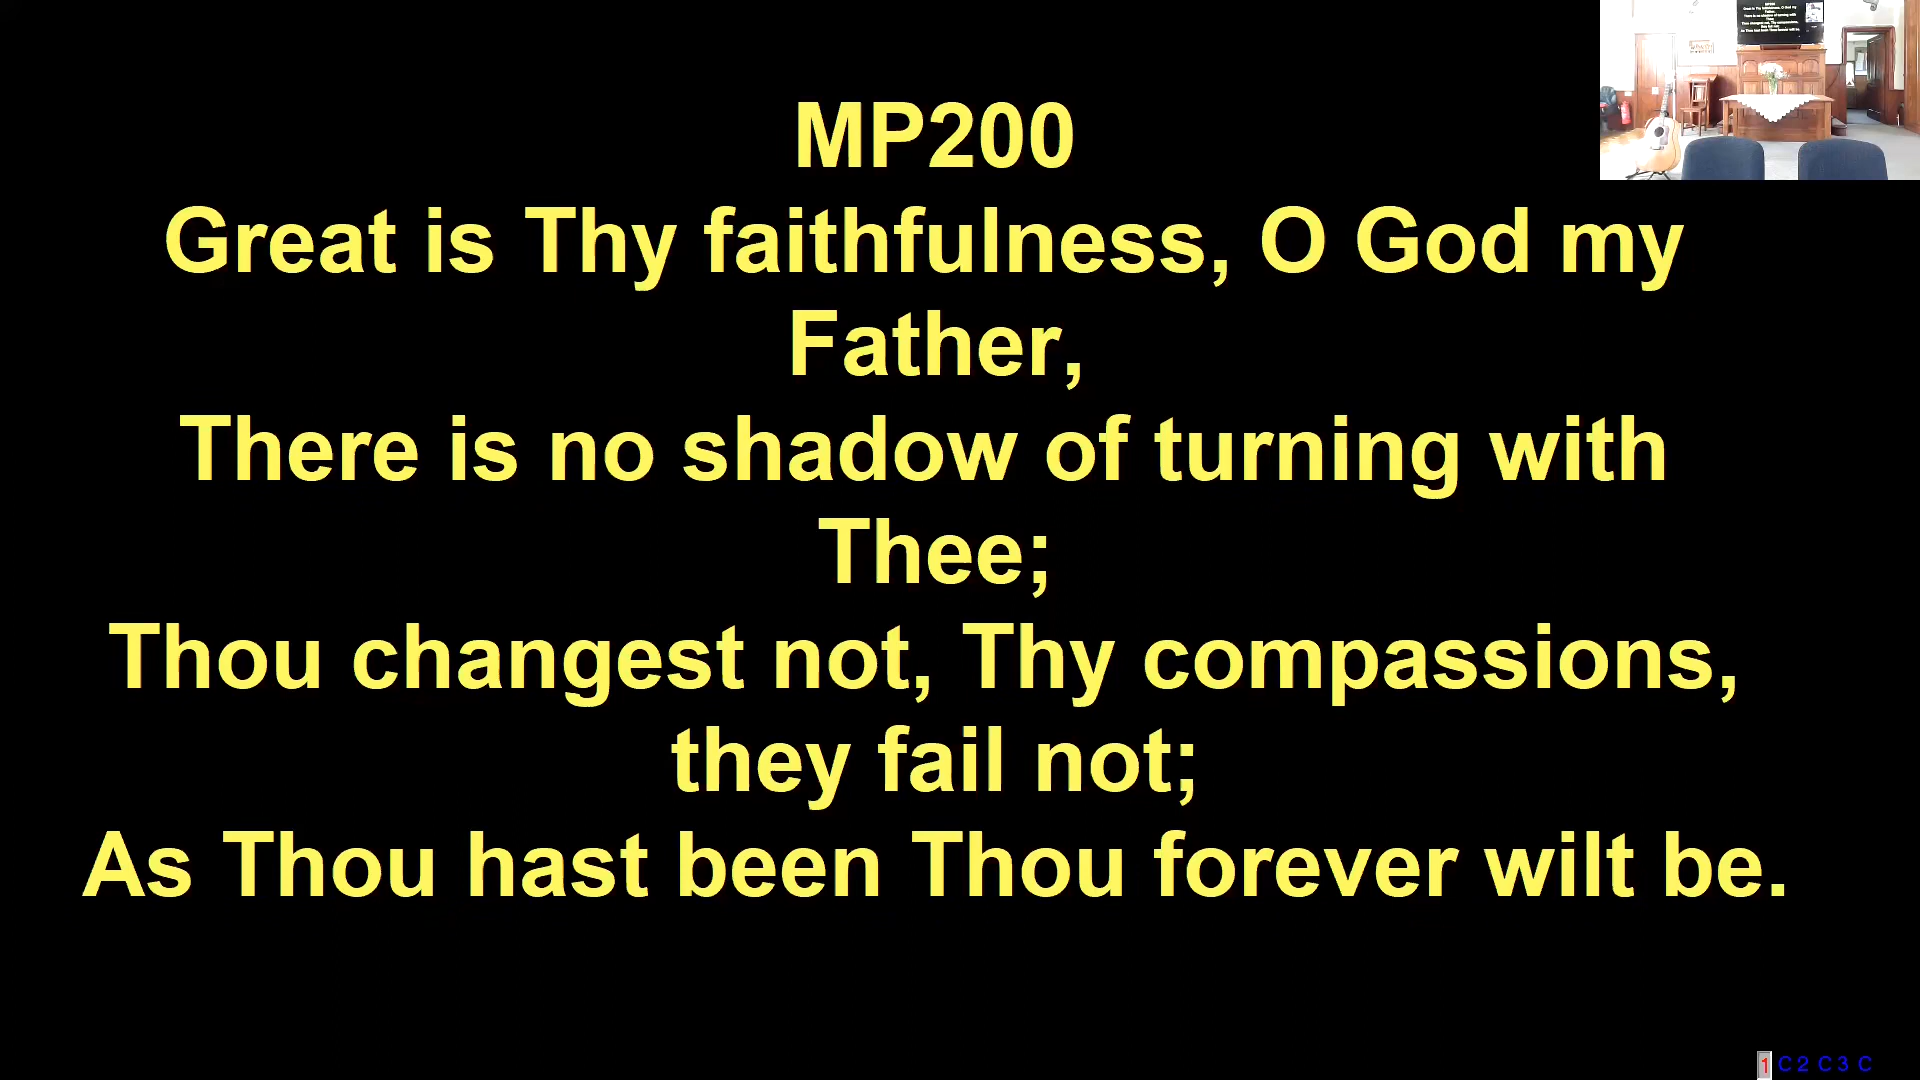 MP200
Great is Thy faithfulness, O God my
Father,
There is no shadow of turning with
Thee;
Thou changest not, Thy compassions,
they fail not;
As Thou hast been Thou forever wilt be.
1 C 2 C 3 C